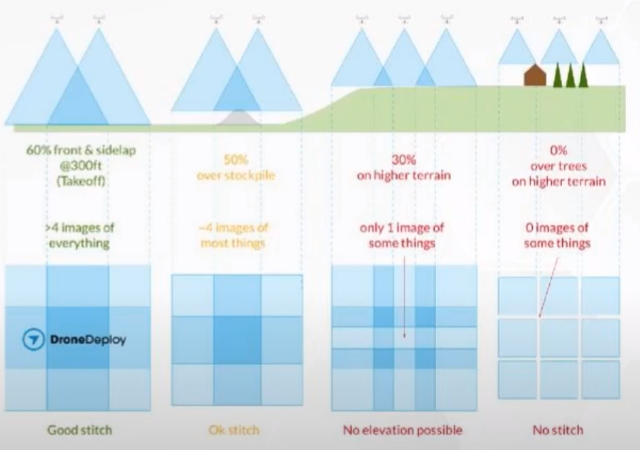 60% front & sidelap
@300ft
(Takeoff)
50%
over stockpile
30%
on higher terrain
0%
over trees
on higher terrain
>4 images of
everything
~4 images of
most things
only 1 image of
some things
0 images of
some things
DroneDeploy
Good stitch
Ok stitch
No elevation possible
No stitch